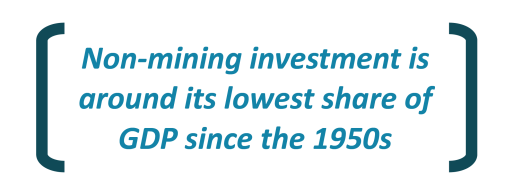 Non-mining investment is
around its lowest share of
GDP since the 1950s